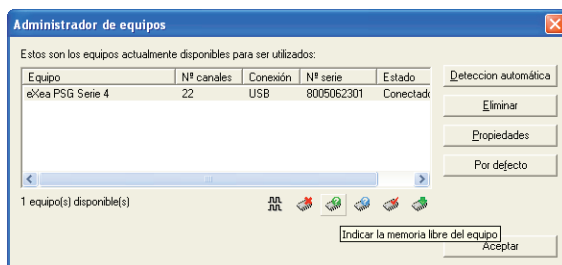 Administrador de equipos
Estos son los equipos actualmente disponibles para ser utilizados:
Equipo Nº canales Conexión Nº serie Estado
eXea PSG Serie 4 22 USB 8005062301 Conectado
Deteccion automática
Eliminar
Propiedades
Por defecto
1 equipo(s) disponible(s)
Indicar la memoria libre del equipo
Aceptar